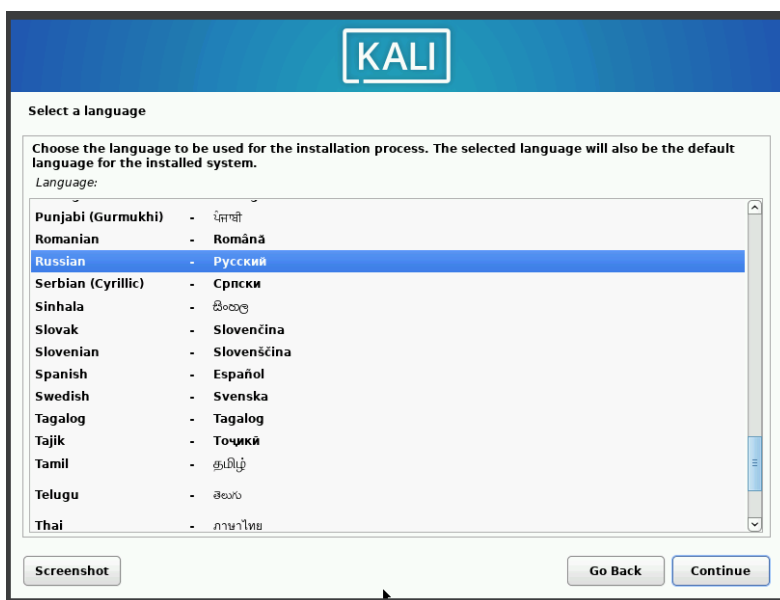 KALI
Select a language
Choose the language to be used for the installation process. The selected language will also be the default
language for the installed system.
Language:
Punjabi (Gurmukhi) - ਪੰਜਾਬੀ
Romanian - Română
Russian - Русский
Serbian (Cyrillic) - Српски
Sinhala - සිංහල
Slovak - Slovenčina
Slovenian - Slovenščina
Spanish - Español
Swedish - Svenska
Tagalog - Tagalog
Tajik - Тоҷикӣ
Tamil - தமிழ்
Telugu - తెలుగు
Thai - ภาษาไทย
Screenshot Go Back Continue